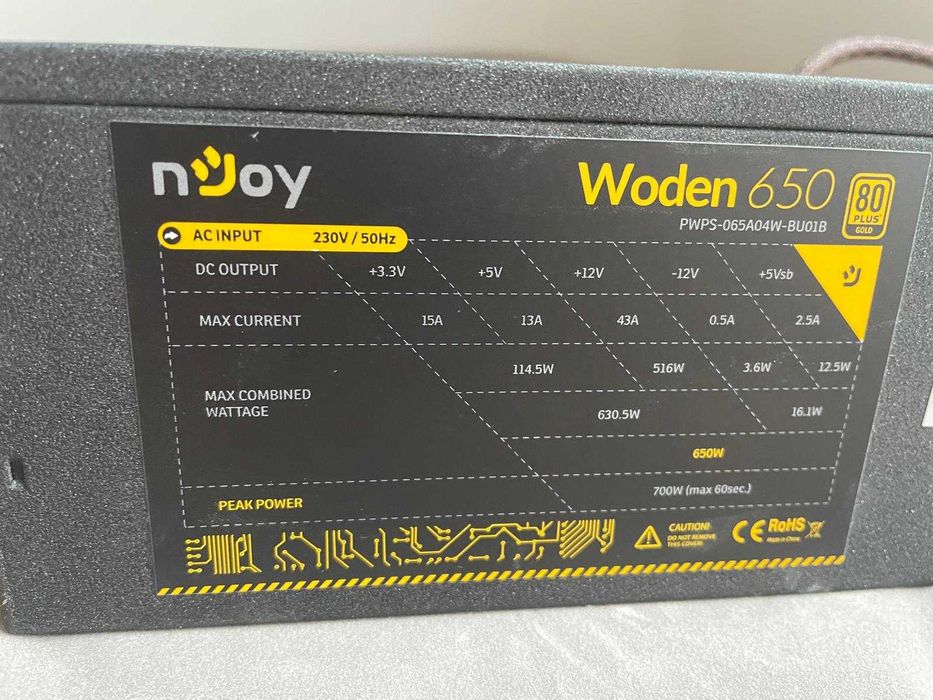 nJoy
Woden 650
PWPS-065A04W-BU01B
80
PLUS
GOLD
AC INPUT 230V / 50Hz
DC OUTPUT +3.3V +5V +12V -12V +5Vsb
MAX CURRENT 15A 13A 43A 0.5A 2.5A
114.5W 516W 3.6W 12.5W
MAX COMBINED
WATTAGE
630.5W 16.1W
650W
PEAK POWER 700W (max 60sec.)
CAUTION!
DO NOT REMOVE
THIS COVER!
CE RoHS
Made in China